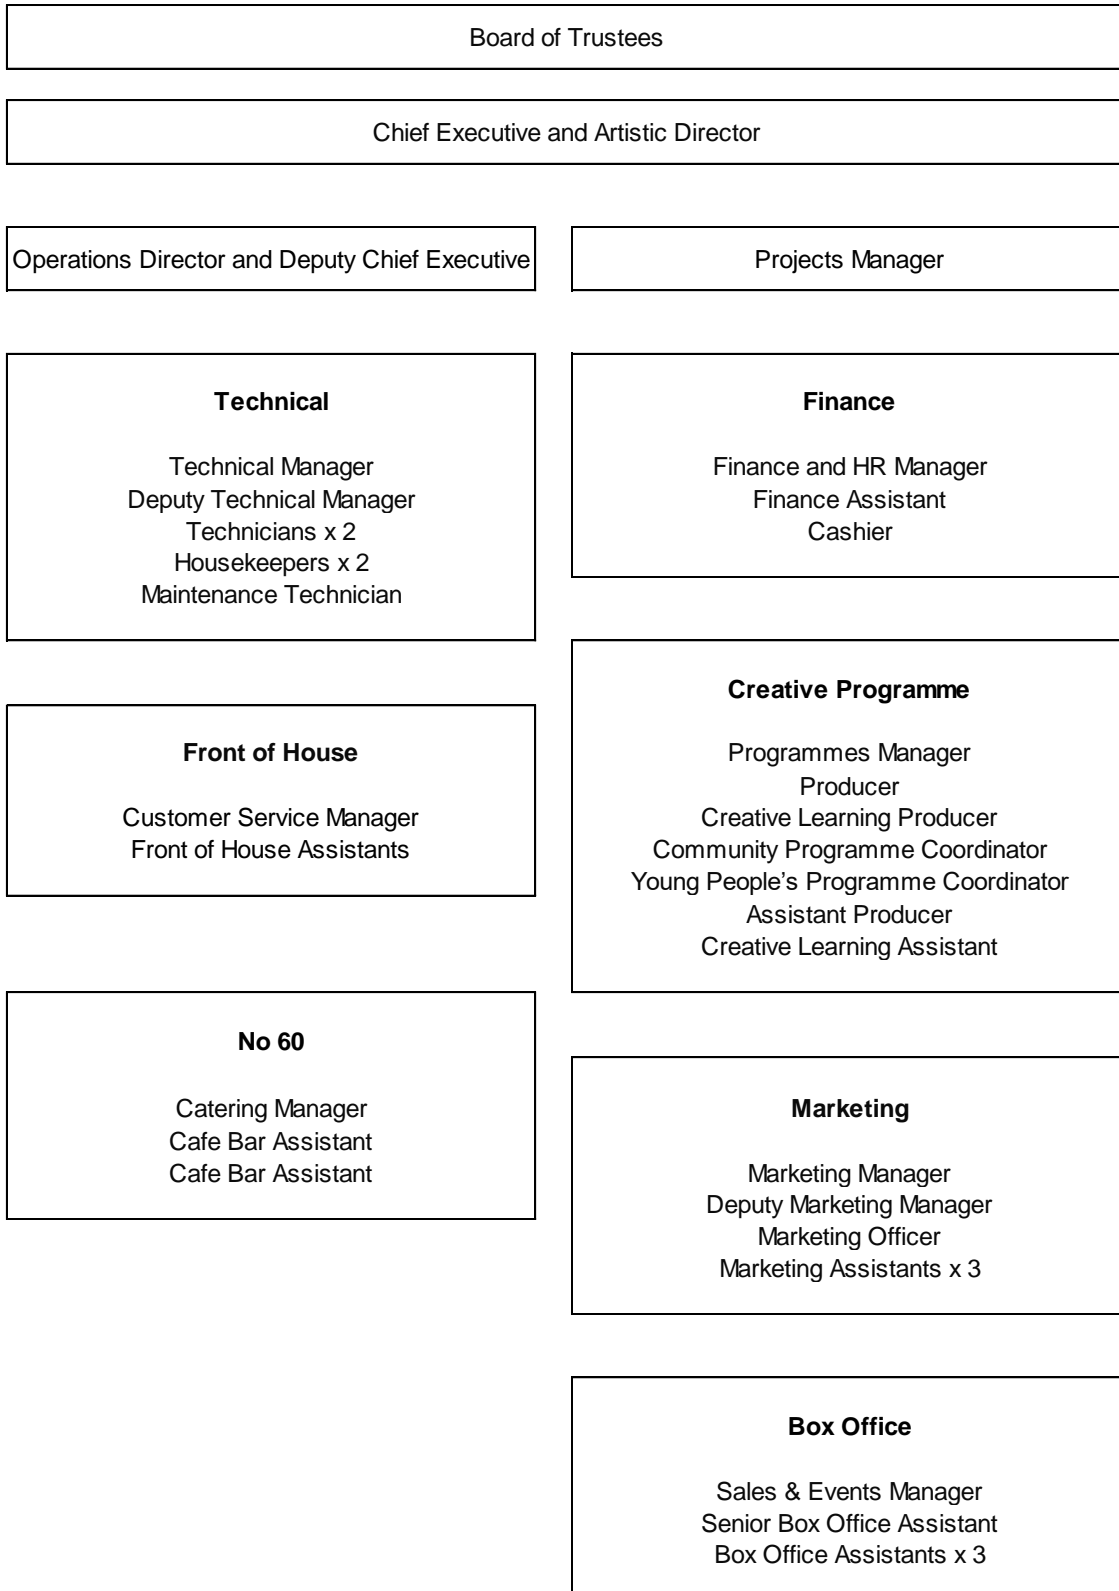 Board of Trustees
Chief Executive and Artistic Director
Operations Director and Deputy Chief Executive
Projects Manager
Technical
Technical Manager
Deputy Technical Manager
Technicians x 2
Housekeepers x 2
Maintenance Technician
Front of House
Customer Service Manager
Front of House Assistants
No 60
Catering Manager
Cafe Bar Assistant
Cafe Bar Assistant
Finance
Finance and HR Manager
Finance Assistant
Cashier
Creative Programme
Programmes Manager
Producer
Creative Learning Producer
Community Programme Coordinator
Young People’s Programme Coordinator
Assistant Producer
Creative Learning Assistant
Marketing
Marketing Manager
Deputy Marketing Manager
Marketing Officer
Marketing Assistants x 3
Box Office
Sales & Events Manager
Senior Box Office Assistant
Box Office Assistants x 3